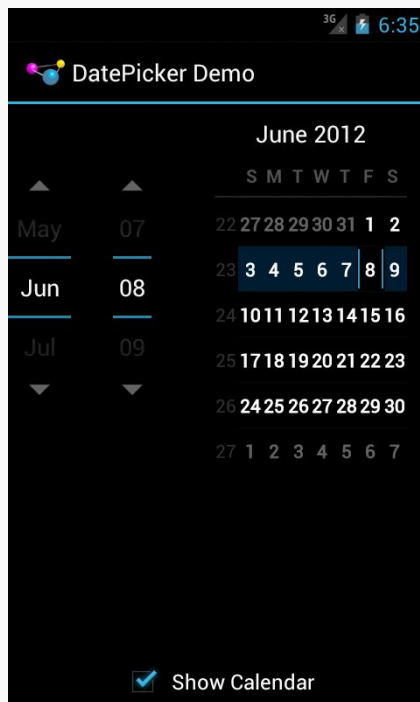 3G 6:35
DatePicker Demo
June 2012
S M T W T F S
May 07
22 27 28 29 30 31 1 2
23 3 4 5 6 7 8 9
Jun 08
24 10 11 12 13 14 15 16
Jul 09
25 17 18 19 20 21 22 23
26 24 25 26 27 28 29 30
27 1 2 3 4 5 6 7
Show Calendar